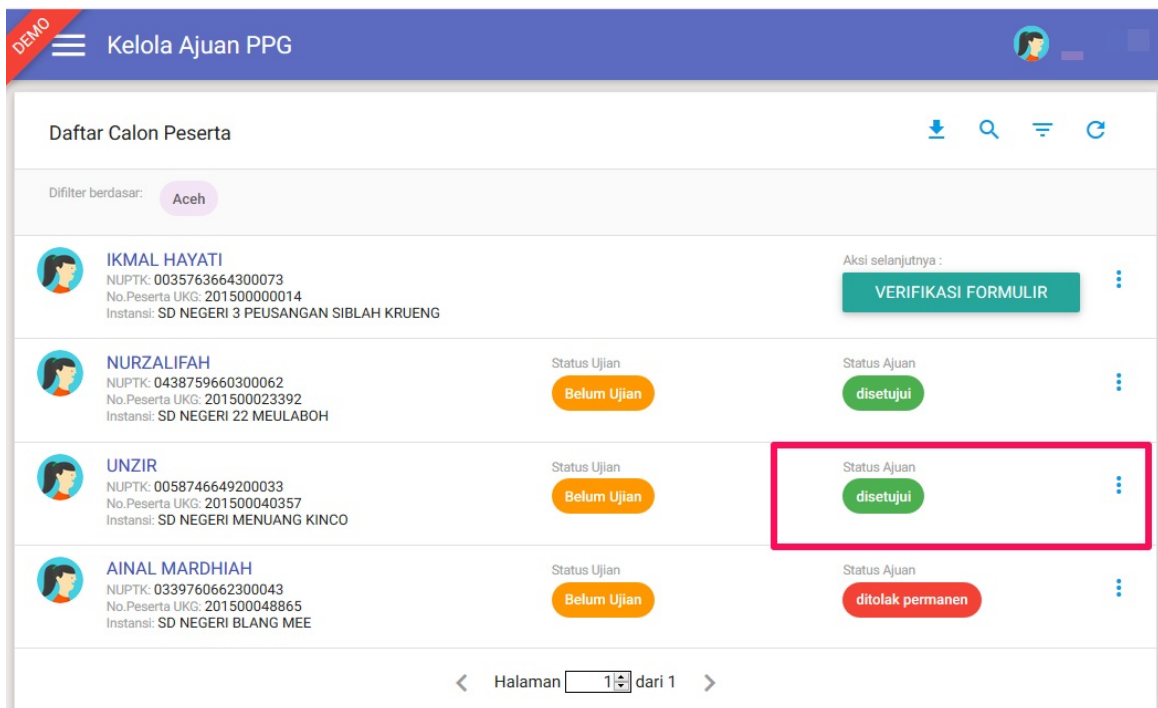 DEMO
Kelola Ajuan PPG
Daftar Calon Peserta
Difilter berdasar: Aceh
IKMAL HAYATI
NUPTK: 0035763664300073
No.Peserta UKG: 201500000014
Instansi: SD NEGERI 3 PEUSANGAN SIBLAH KRUENG
Aksi selanjutnya :
VERIFIKASI FORMULIR
NURZALIFAH
NUPTK: 0438759660300062
No.Peserta UKG: 201500023392
Instansi: SD NEGERI 22 MEULABOH
Status Ujian
Belum Ujian
Status Ajuan
disetujui
UNZIR
NUPTK: 0058746649200033
No.Peserta UKG: 201500040357
Instansi: SD NEGERI MENUANG KINCO
Status Ujian
Belum Ujian
Status Ajuan
disetujui
AINAL MARDHIAH
NUPTK: 0339760662300043
No.Peserta UKG: 201500048865
Instansi: SD NEGERI BLANG MEE
Status Ujian
Belum Ujian
Status Ajuan
ditolak permanen
Halaman 1 dari 1